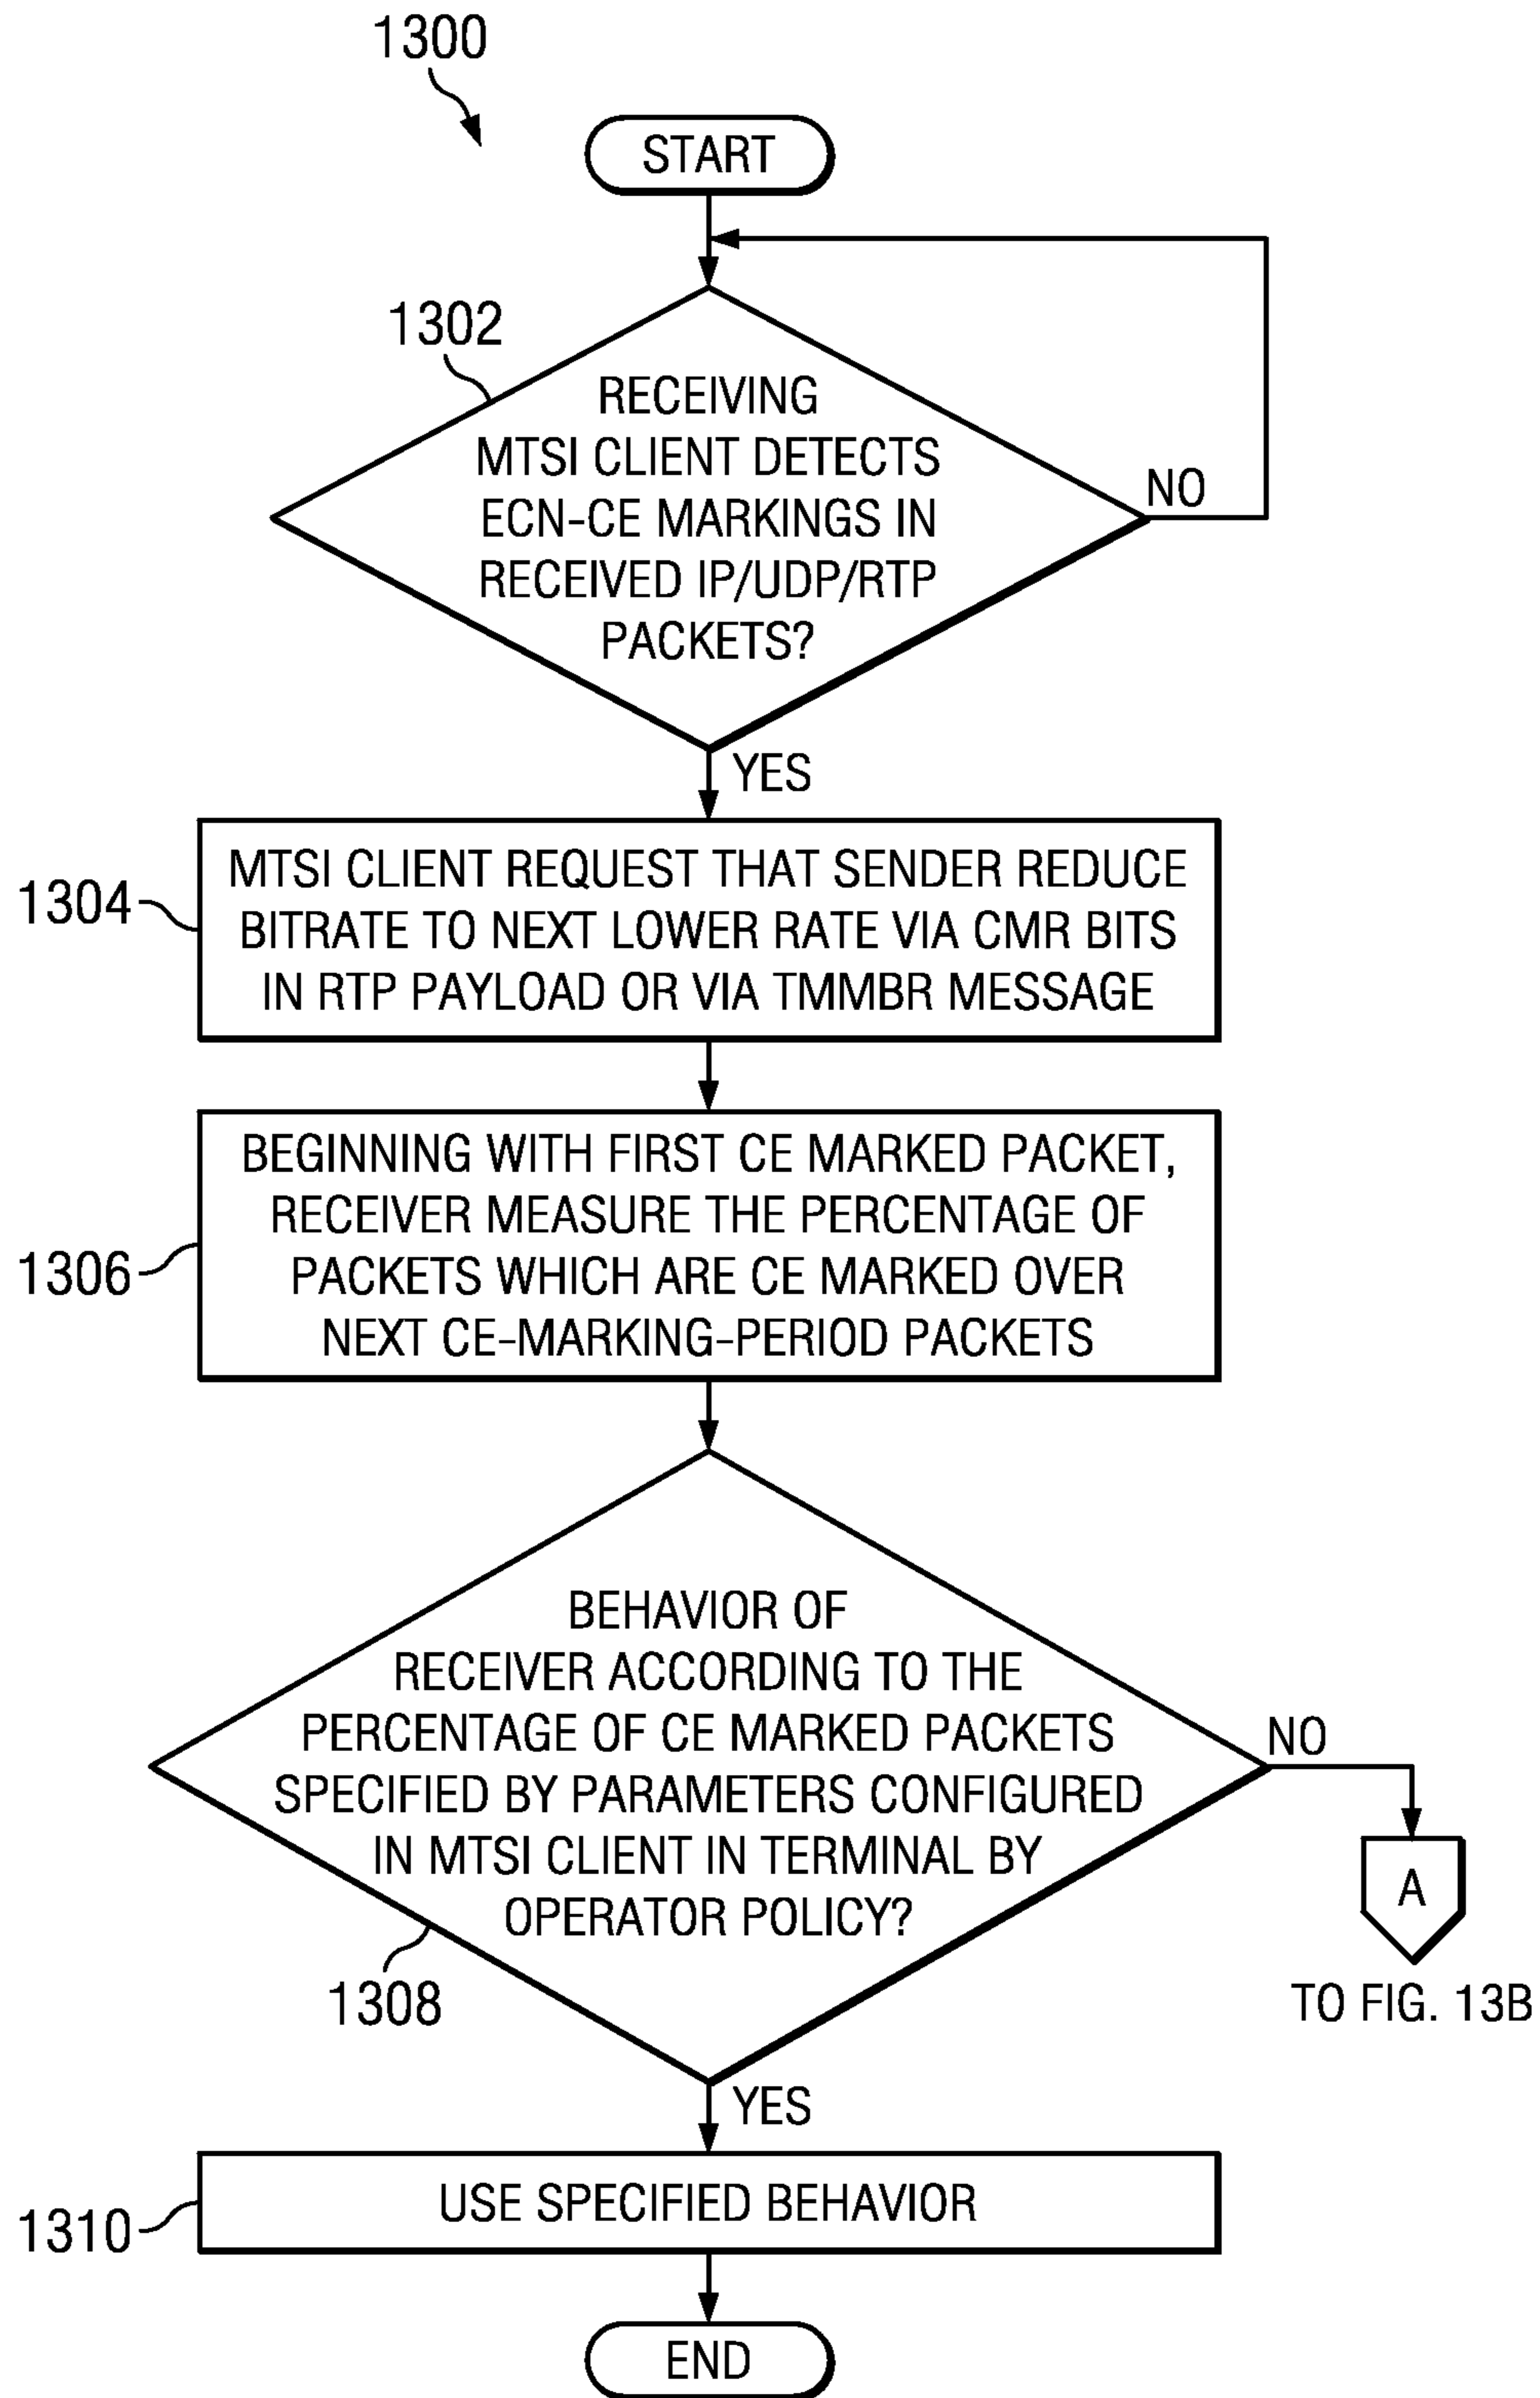 1300
START
1302
RECEIVING
MTSI CLIENT DETECTS
ECN-CE MARKINGS IN
RECEIVED IP/UDP/RTP
PACKETS?
NO
YES
1304
MTSI CLIENT REQUEST THAT SENDER REDUCE
BITRATE TO NEXT LOWER RATE VIA CMR BITS
IN RTP PAYLOAD OR VIA TMMBR MESSAGE
1306
BEGINNING WITH FIRST CE MARKED PACKET,
RECEIVER MEASURE THE PERCENTAGE OF
PACKETS WHICH ARE CE MARKED OVER
NEXT CE-MARKING-PERIOD PACKETS
BEHAVIOR OF
RECEIVER ACCORDING TO THE
PERCENTAGE OF CE MARKED PACKETS
SPECIFIED BY PARAMETERS CONFIGURED
IN MTSI CLIENT IN TERMINAL BY
OPERATOR POLICY?
NO
A
TO FIG. 13B
1308
YES
1310
USE SPECIFIED BEHAVIOR
END